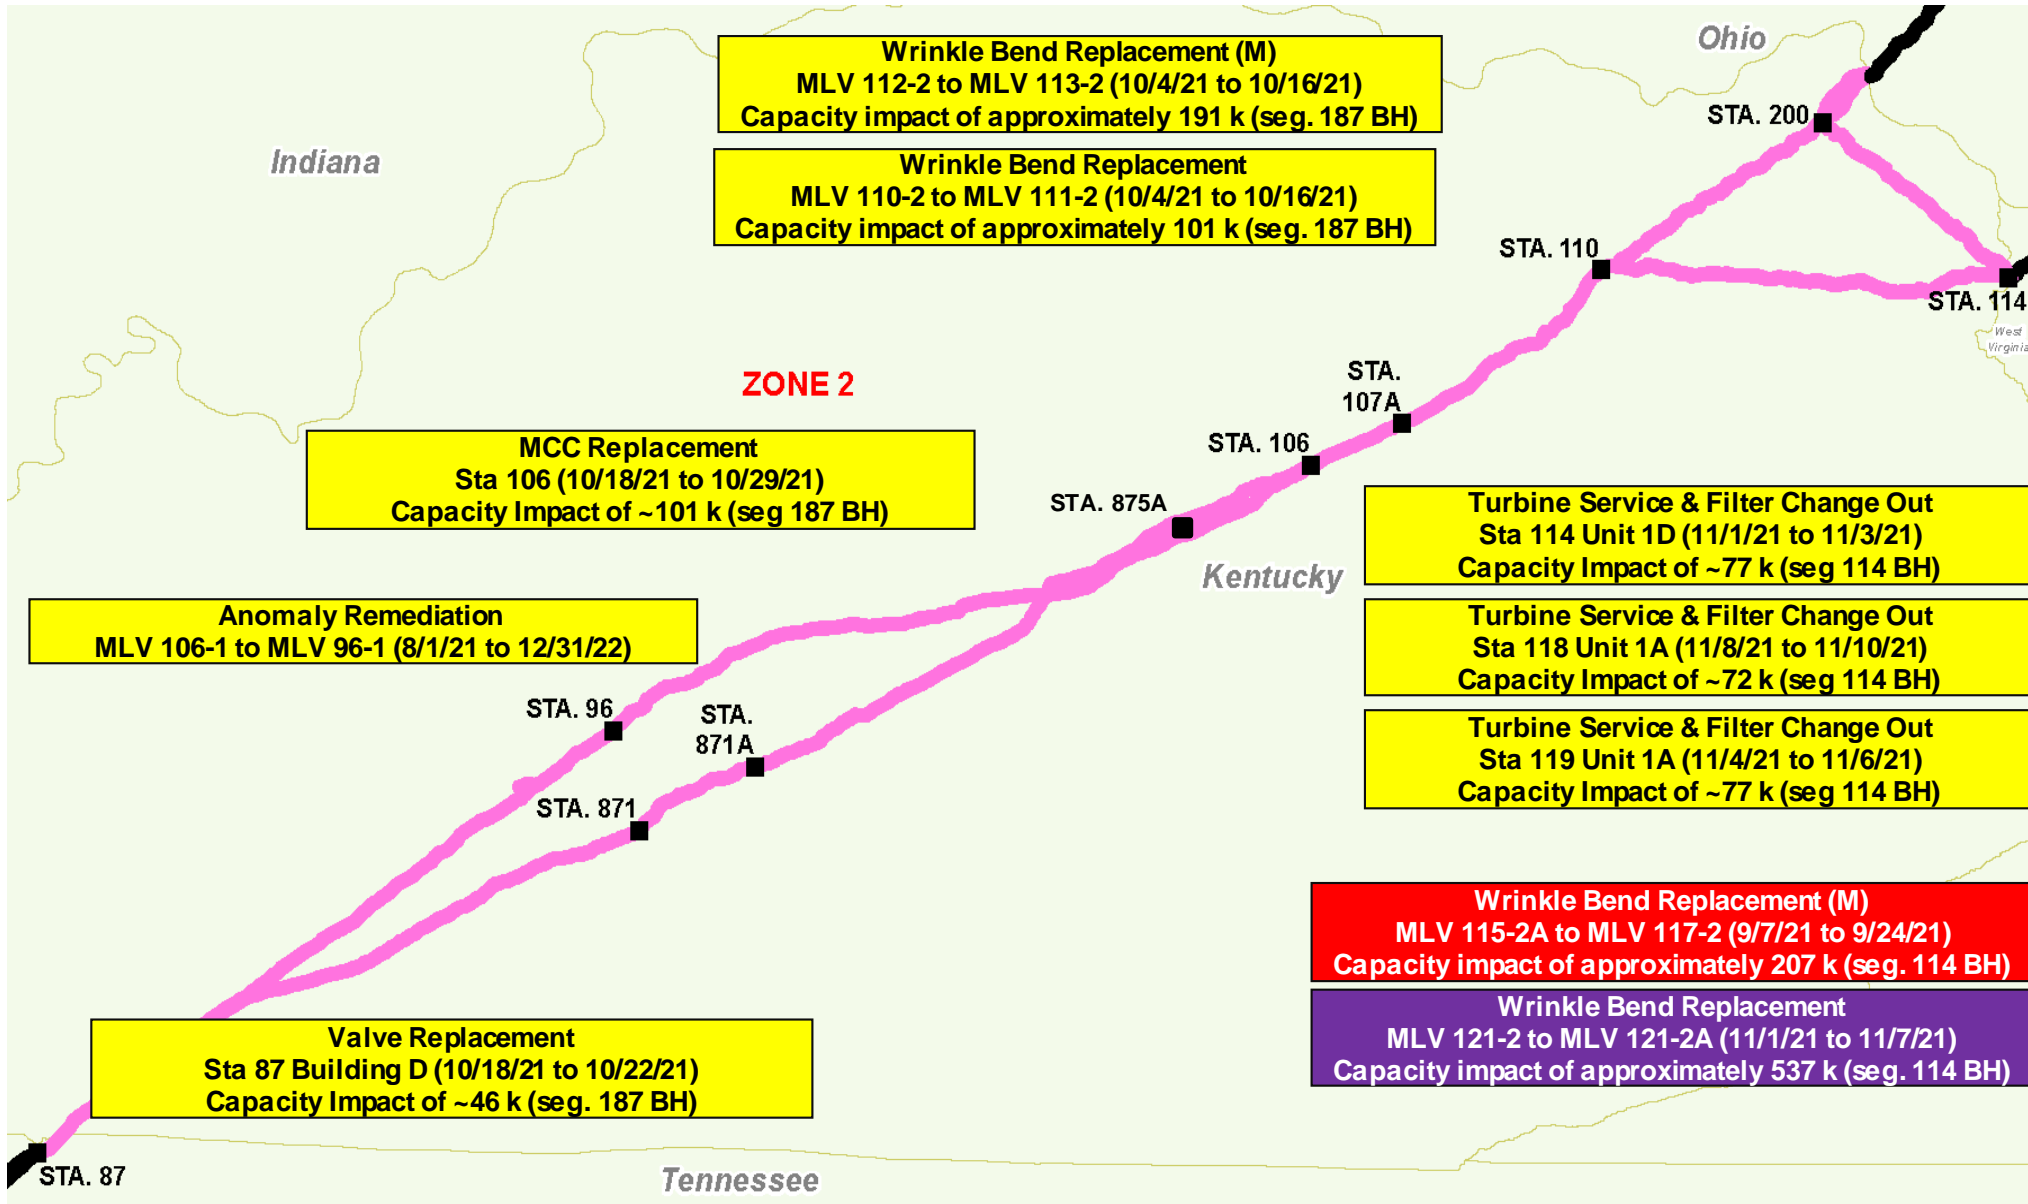 Ohio
Wrinkle Bend Replacement (M)
MLV 112-2 to MLV 113-2 (10/4/21 to 10/16/21)
Capacity impact of approximately 191 k (seg. 187 BH)
STA. 200
Indiana
Wrinkle Bend Replacement
MLV 110-2 to MLV 111-2 (10/4/21 to 10/16/21)
Capacity impact of approximately 101 k (seg. 187 BH)
STA. 110
STA. 114
West
Virginia
ZONE 2
STA.
107A
STA. 106
MCC Replacement
Sta 106 (10/18/21 to 10/29/21)
Capacity Impact of ~101 k (seg 187 BH)
STA. 875A
Kentucky
Turbine Service & Filter Change Out
Sta 114 Unit 1D (11/1/21 to 11/3/21)
Capacity Impact of ~77 k (seg 114 BH)
Anomaly Remediation
MLV 106-1 to MLV 96-1 (8/1/21 to 12/31/22)
Turbine Service & Filter Change Out
Sta 118 Unit 1A (11/8/21 to 11/10/21)
Capacity Impact of ~72 k (seg 114 BH)
STA. 96
STA.
871A
Turbine Service & Filter Change Out
Sta 119 Unit 1A (11/4/21 to 11/6/21)
Capacity Impact of ~77 k (seg 114 BH)
STA. 871
Wrinkle Bend Replacement (M)
MLV 115-2A to MLV 117-2 (9/7/21 to 9/24/21)
Capacity impact of approximately 207 k (seg. 114 BH)
Wrinkle Bend Replacement
MLV 121-2 to MLV 121-2A (11/1/21 to 11/7/21)
Capacity impact of approximately 537 k (seg. 114 BH)
Valve Replacement
Sta 87 Building D (10/18/21 to 10/22/21)
Capacity Impact of ~46 k (seg. 187 BH)
STA. 87
Tennessee